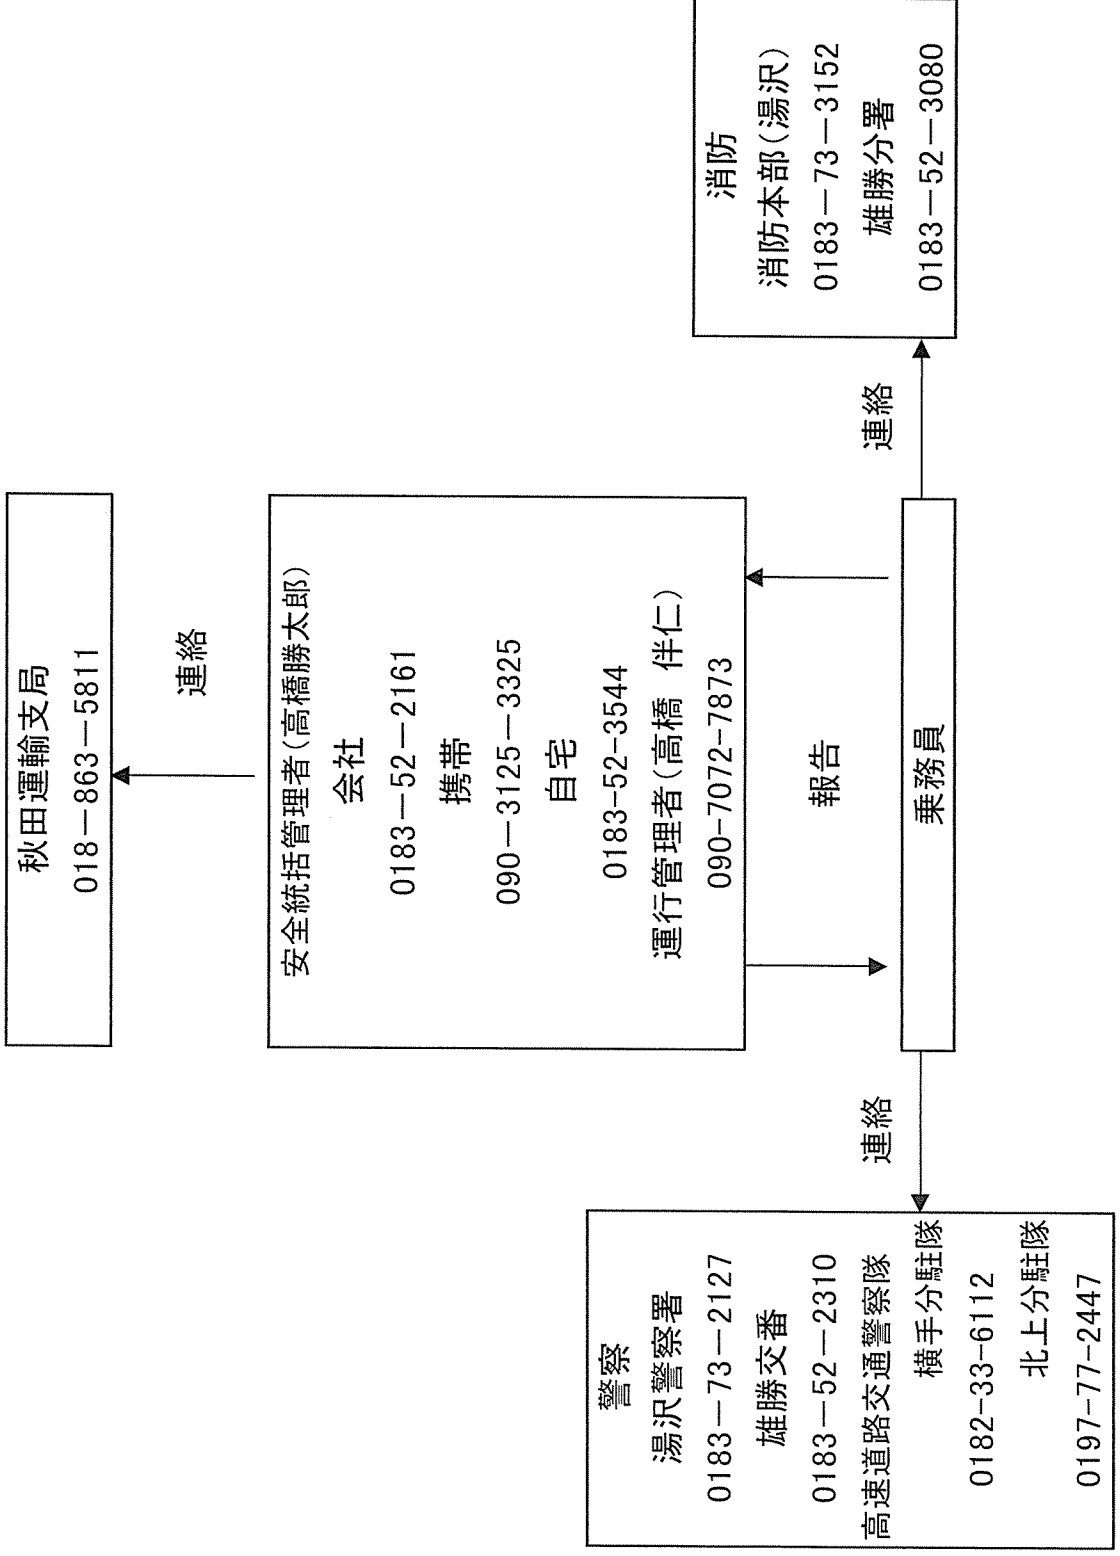 秋田運輸支局
018－863－5811
連絡
安全統括管理者（高橋勝太郎）
会社
0183－52－2161
携帯
090－3125－3325
自宅
0183-52-3544
運行管理者（高橋　伴仁）
090-7072-7873
報告
乗務員
連絡
警察
湯沢警察署
0183－73－2127
雄勝交番
0183－52－2310
高速道路交通警察隊
横手分駐隊
0182-33-6112
北上分駐隊
0197-77-2447
連絡
消防
消防本部（湯沢）
0183－73－3152
雄勝分署
0183－52－3080